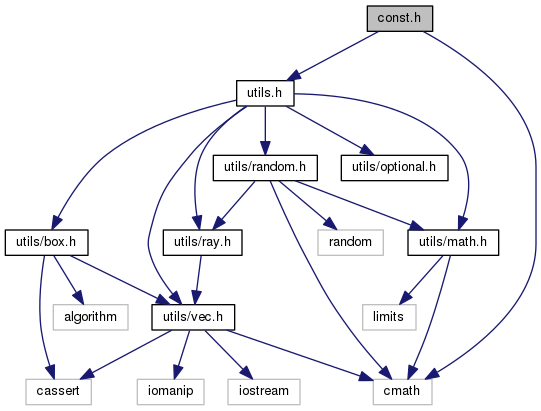 const.h
utils.h
utils/random.h
utils/optional.h
utils/box.h
utils/ray.h
random
utils/math.h
algorithm
utils/vec.h
limits
cassert
iomanip
iostream
cmath